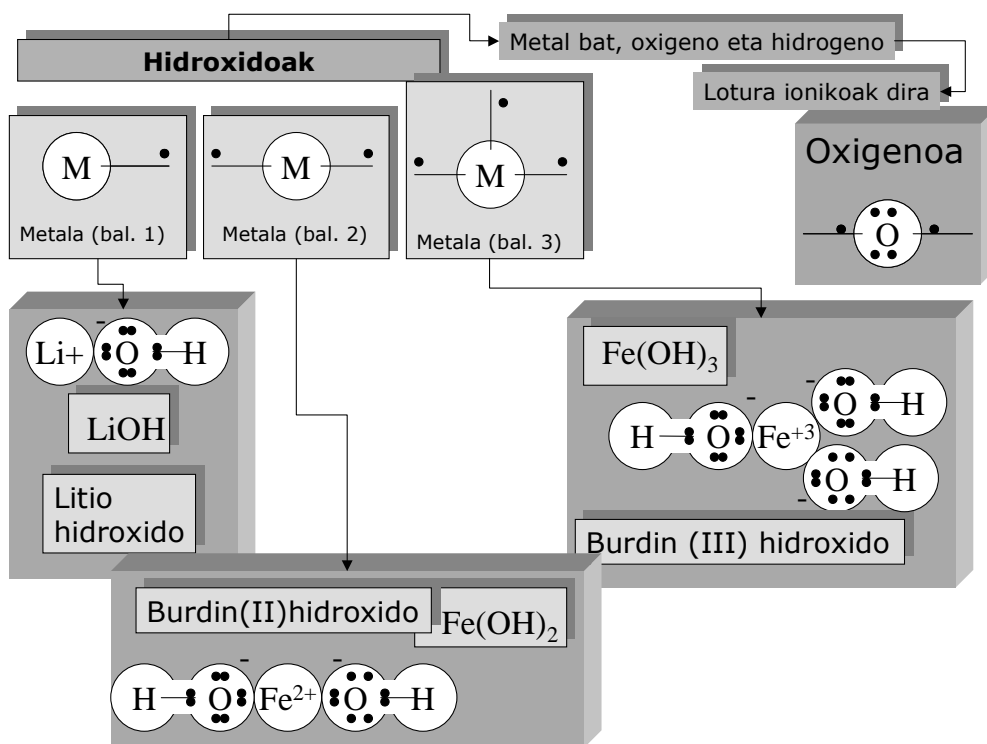 Hidroxidoak
Metal bat, oxigeno eta hidrogeno
Lotura ionikoak dira
M
Metala (bal. 1)
M
Metala (bal. 2)
M
Metala (bal. 3)
Oxigenoa
O
Li+ - O H
LiOH
Litio
hidroxido
Fe(OH)₃
H O - Fe⁺³
- O H
- O H
Burdin (III) hidroxido
Burdin(II)hidroxido
Fe(OH)₂
H O - Fe²⁺ - O H